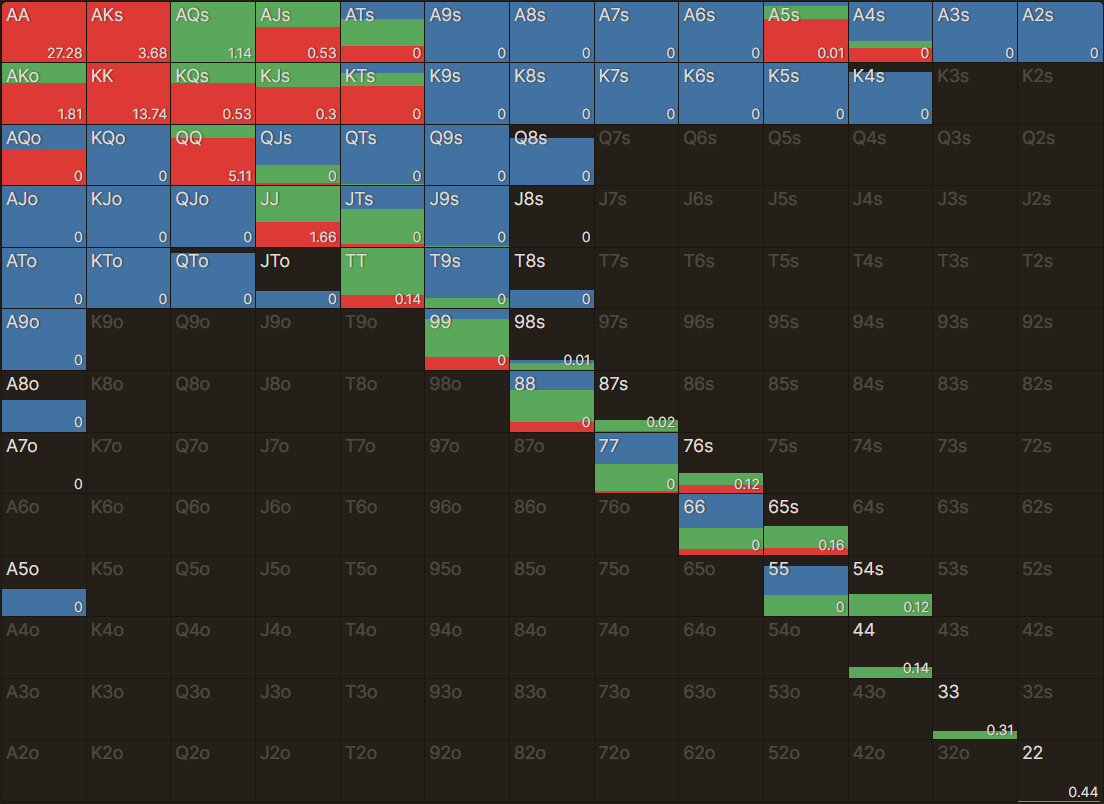 AA AKs AQs AJs ATs A9s A8s A7s A6s A5s A4s A3s A2s
27.28 3.68 1.14 0.53 0 0 0 0 0 0.01 0 0 0
AKo KK KQs KJs KTs K9s K8s K7s K6s K5s K4s K3s K2s
1.81 13.74 0.53 0.3 0 0 0 0 0 0 0
AQo KQo QQ QJs QTs Q9s Q8s Q7s Q6s Q5s Q4s Q3s Q2s
0 0 5.11 0 0 0 0
AJo KJo QJo JJ JTs J9s J8s J7s J6s J5s J4s J3s J2s
0 0 0 1.66 0 0 0
ATo KTo QTo JTo TT T9s T8s T7s T6s T5s T4s T3s T2s
0 0 0 0 0.14 0 0
A9o K9o Q9o J9o T9o 99 98s 97s 96s 95s 94s 93s 92s
0 0 0.01
A8o K8o Q8o J8o T8o 98o 88 87s 86s 85s 84s 83s 82s
0 0 0.02
A7o K7o Q7o J7o T7o 97o 87o 77 76s 75s 74s 73s 72s
0 0 0.12
A6o K6o Q6o J6o T6o 96o 86o 76o 66 65s 64s 63s 62s
0 0.16
A5o K5o Q5o J5o T5o 95o 85o 75o 65o 55 54s 53s 52s
0 0 0.12
A4o K4o Q4o J4o T4o 94o 84o 74o 64o 54o 44 43s 42s
0.14
A3o K3o Q3o J3o T3o 93o 83o 73o 63o 53o 43o 33 32s
0.31
A2o K2o Q2o J2o T2o 92o 82o 72o 62o 52o 42o 32o 22
0.44